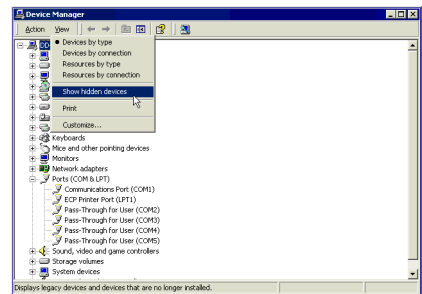 Device Manager
Action View
Devices by type
Devices by connection
Resources by type
Resources by connection
Show hidden devices
Print
Customize...
Keyboards
Mice and other pointing devices
Monitors
Network adapters
Ports (COM & LPT)
Communications Port (COM1)
ECP Printer Port (LPT1)
Pass-Through for User (COM2)
Pass-Through for User (COM3)
Pass-Through for User (COM4)
Pass-Through for User (COM5)
Sound, video and game controllers
Storage volumes
System devices
Displays legacy devices and devices that are no longer installed.